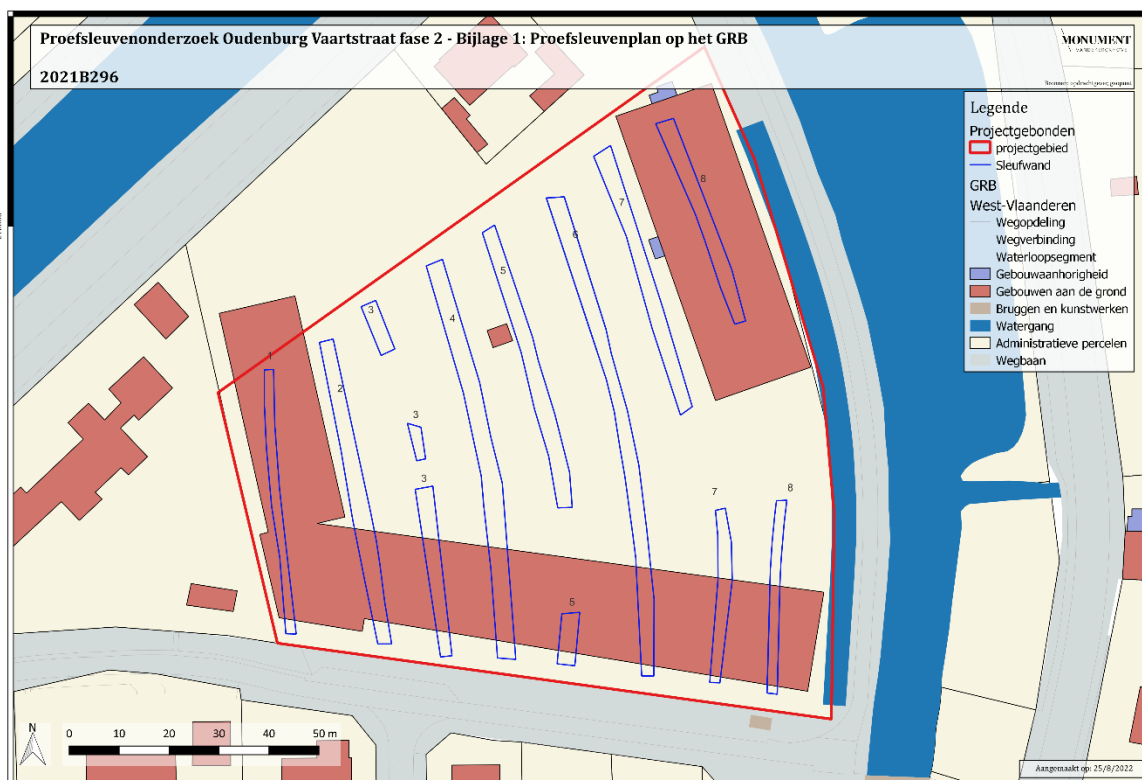 Proefsleuvenonderzoek Oudenburg Vaartstraat fase 2 - Bijlage 1: Proefsleuvenplan op het GRB
2021B296
MONUMENT
Legende
Projectgebonden
projectgebied
Sleufwand
GRB
West-Vlaanderen
Wegopdeling
Wegverbinding
Waterloopsegment
Gebouwaanhorigheid
Gebouwen aan de grond
Bruggen en kunstwerken
Watergang
Administratieve percelen
Wegbaan
8
7
6
5
4
3
1
2
3
3
7
8
5
N
0 10 20 30 40 50 m
Aangemaakt op: 25/8/2022